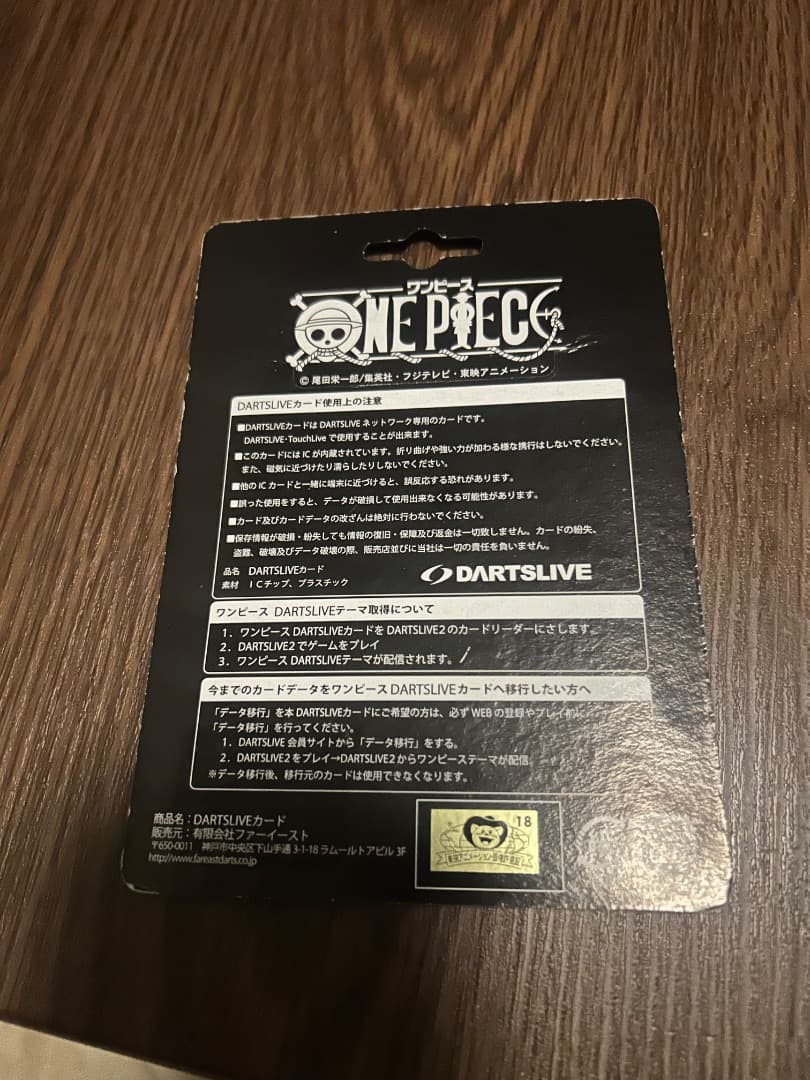 ワンピース
ONE PIECE
© 尾田栄一郎/集英社・フジテレビ・東映アニメーション
DARTSLIVEカード使用上の注意
■DARTSLIVEカードは DARTSLIVE ネットワーク専用のカードです。
DARTSLIVE・TouchLive で使用することが出来ます。
■このカードには IC が内蔵されています。折り曲げや強い力が加わる様な携行はしないでください。
また、磁気に近づけたり濡らしたりしないでください。
■他の IC カードと一緒に端末に近づけると、誤反応する恐れがあります。
■誤った使用をすると、データが破損して使用出来なくなる可能性があります。
■カード及びカードデータの改ざんは絶対に行わないでください。
■保存情報が破損・紛失しても情報の復旧・保障及び返金は一切致しません。カードの紛失、
盗難、破壊及びデータ破壊の際、販売店並びに当社は一切の責任を負いません。
品名 DARTSLIVEカード
素材 ICチップ、プラスチック
DARTSLIVE
ワンピース DARTSLIVEテーマ取得について
1. ワンピース DARTSLIVEカードを DARTSLIVE2 のカードリーダーにさします。
2. DARTSLIVE2 でゲームをプレイ
3. ワンピース DARTSLIVEテーマが配信されます。
今までのカードデータをワンピース DARTSLIVEカードへ移行したい方へ
「データ移行」を本 DARTSLIVEカードにご希望の方は、必ず WEB の登録やプレイ前に
「データ移行」を行ってください。
1. DARTSLIVE 会員サイトから「データ移行」をする。
2. DARTSLIVE2 をプレイ→DARTSLIVE2 からワンピーステーマが配信
※データ移行後、移行元のカードは使用できなくなります。
商品名：DARTSLIVEカード
販売元：有限会社ファーイースト
〒650-0011 神戸市中央区下山手通 3-1-18 ラムールトアビル 3F
http://www.fareastdarts.co.jp
18
東映アニメーション版権許諾証